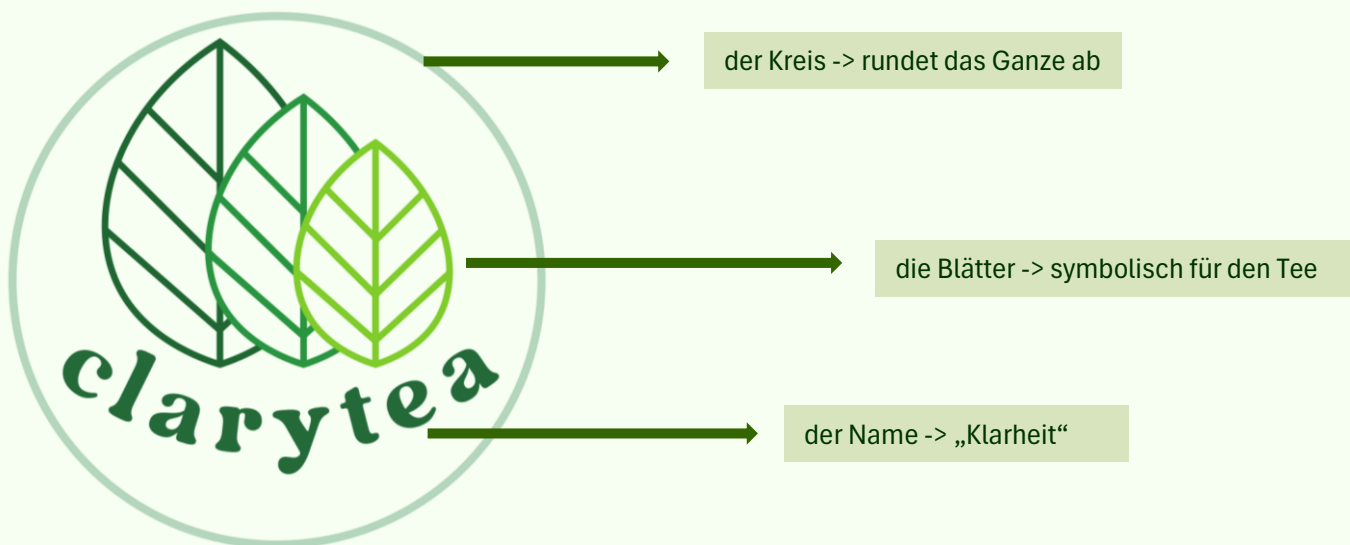 der Kreis -> rundet das Ganze ab
die Blätter -> symbolisch für den Tee
clarytea
der Name -> „Klarheit“